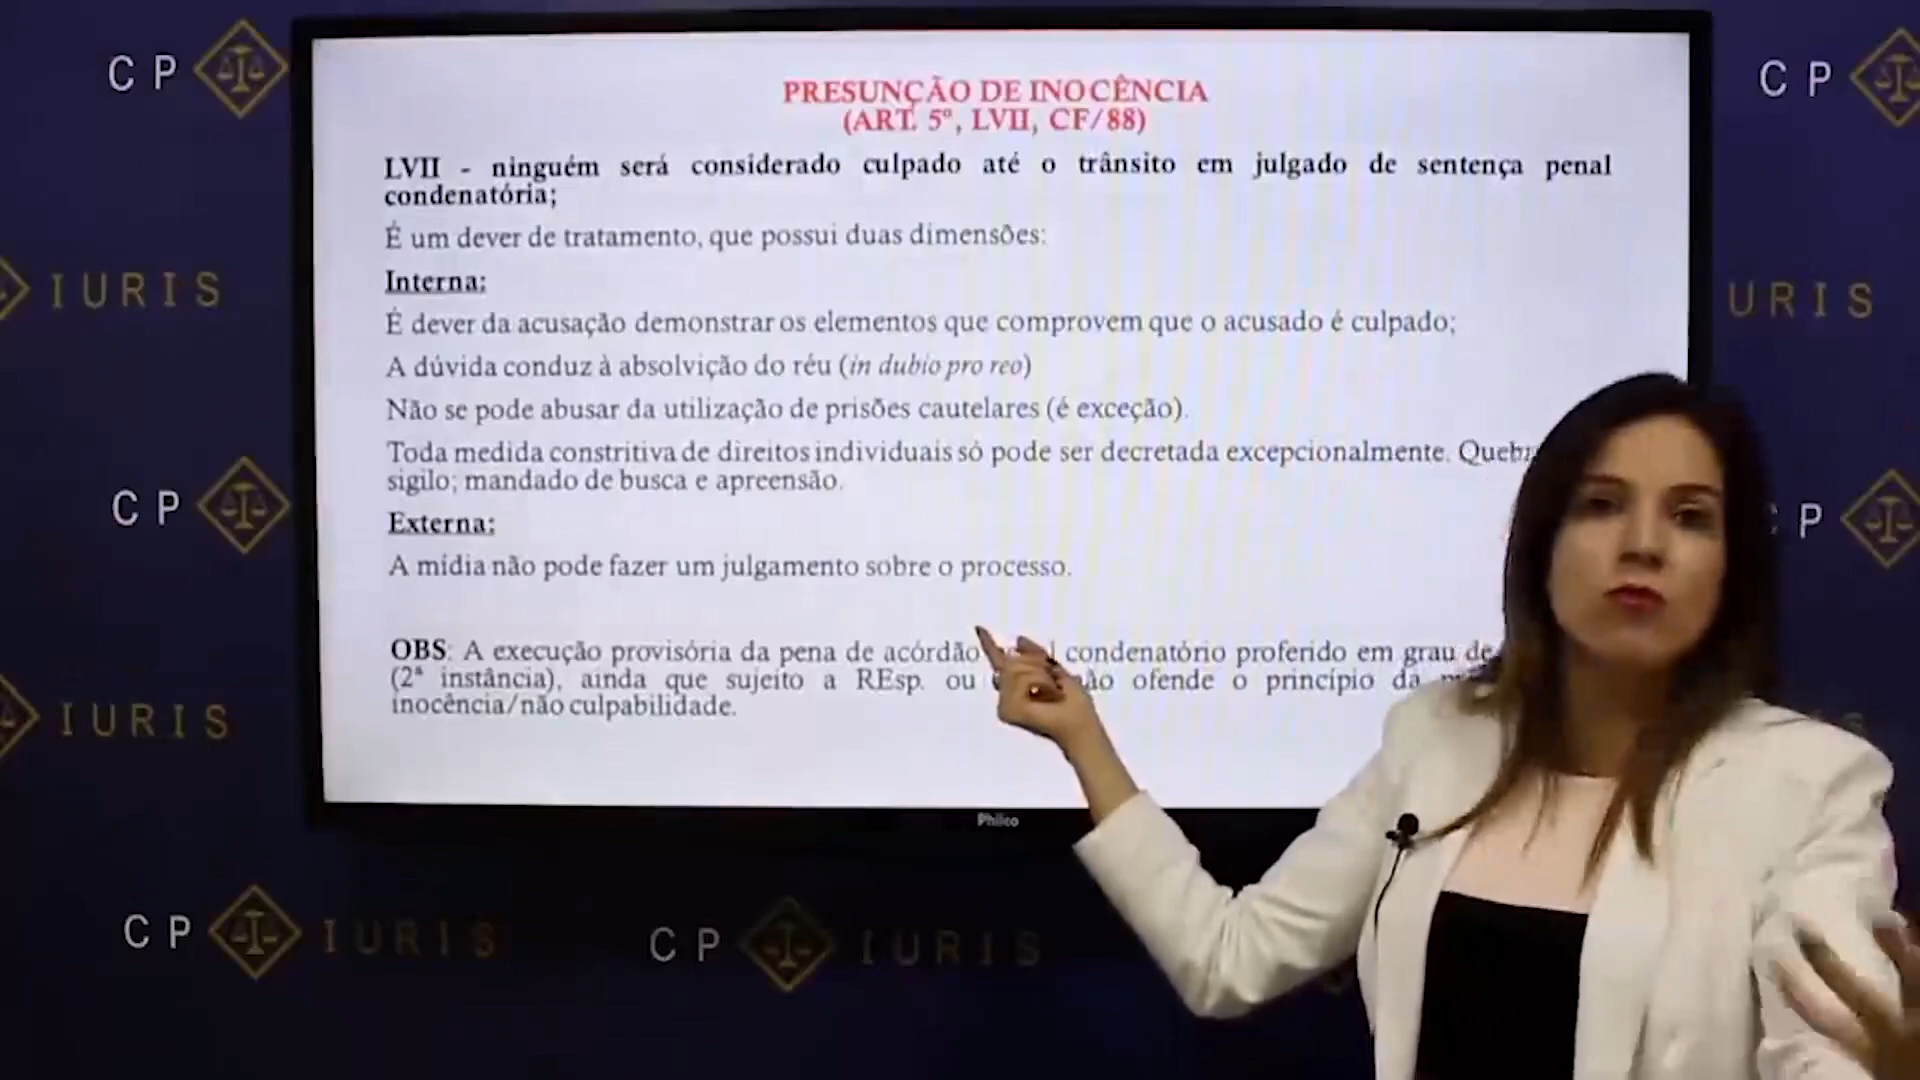 CP
CP
PRESUNÇÃO DE INOCÊNCIA
(ART. 5º, LVII, CF/88)
LVII - ninguém será considerado culpado até o trânsito em julgado de sentença penal
condenatória;
É um dever de tratamento, que possui duas dimensões:
Interna:
IURIS
URIS
É dever da acusação demonstrar os elementos que comprovem que o acusado é culpado;
A dúvida conduz à absolvição do réu (in dubio pro reo)
Não se pode abusar da utilização de prisões cautelares (é exceção).
Toda medida constritiva de direitos individuais só pode ser decretada excepcionalmente.
sigilo; mandado de busca e apreensão.
CP
P
Externa:
A mídia não pode fazer um julgamento sobre o processo.
OBS: A execução provisória da pena de acórdão condenatório proferido em grau de
(2ª instância), ainda que sujeito a REsp. ou ofende o princípio da
inocência/não culpabilidade.
IURIS
Philco
CP IURIS
CP IURIS